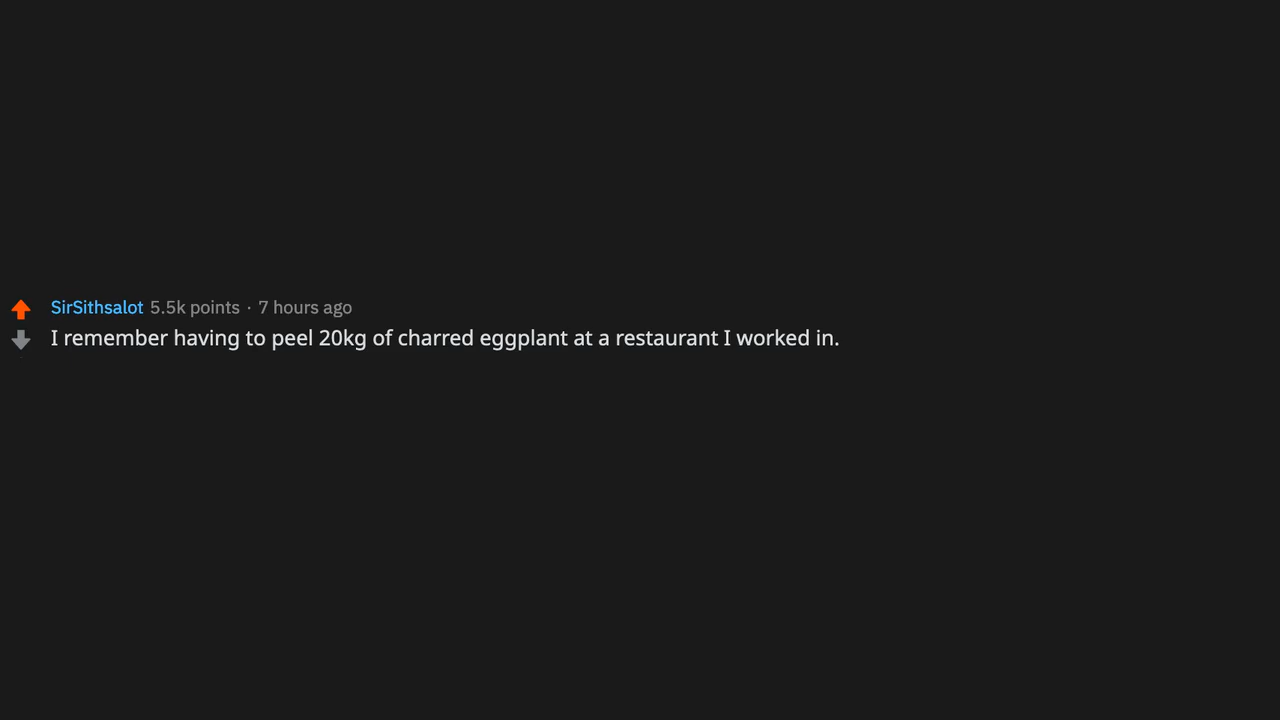 SirSithsalot 5.5k points · 7 hours ago
I remember having to peel 20kg of charred eggplant at a restaurant I worked in.